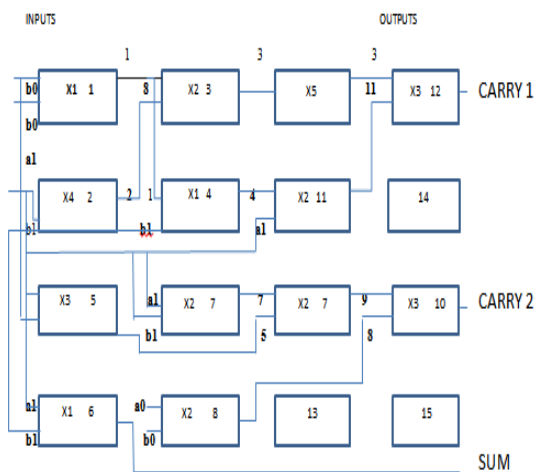 INPUTS OUTPUTS
1 3 3
b0 X1 1 8 X2 3 X5 11 X3 12 CARRY 1
b0
a1
X4 2 2 1 X1 4 4 X2 11 14
b1 b1 a1
X3 5 a1 X2 7 7 X2 7 9 X3 10 CARRY 2
b1 5 8
a1 X1 6 a0 X2 8 13 15
b1 b0
SUM